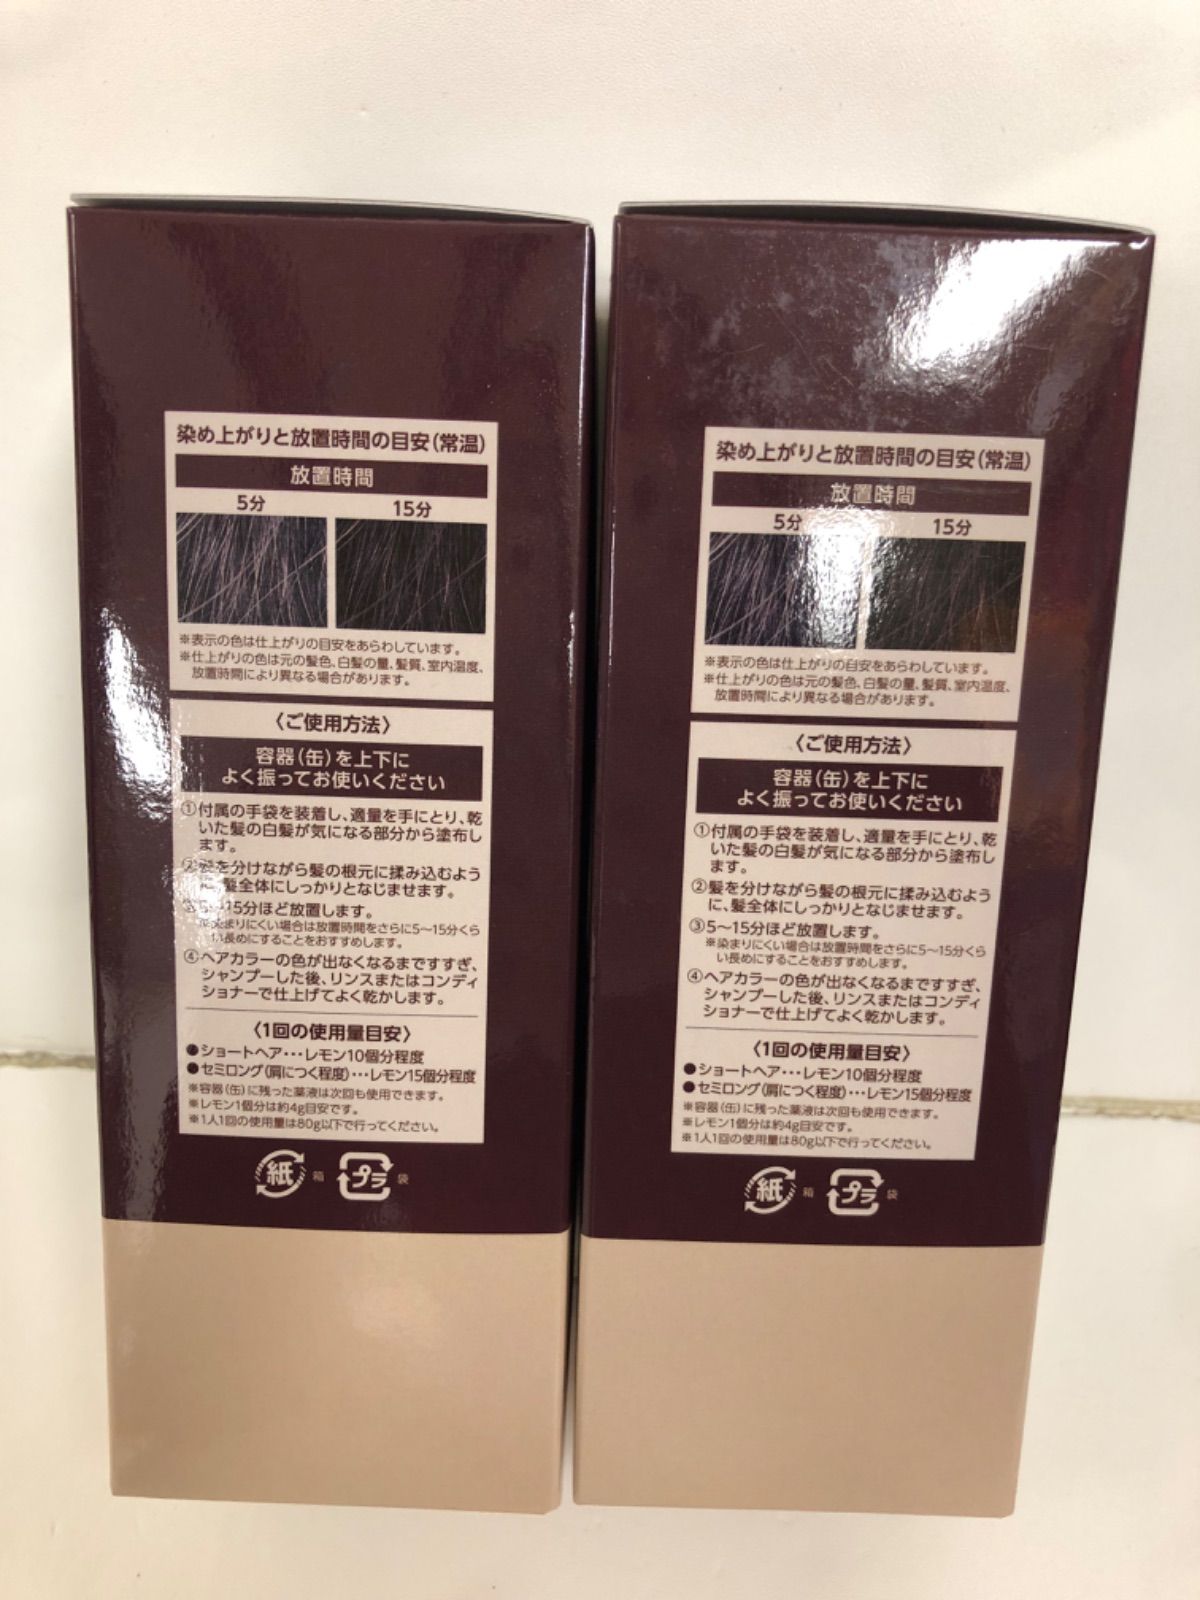 染め上がりと放置時間の目安(常温)
放置時間
5分 15分
※表示の色は仕上がりの目安をあらわしています。
※仕上がりの色は元の髪色、白髪の量、髪質、室内温度、
放置時間により異なる場合があります。
〈ご使用方法〉
容器(缶)を上下に
よく振ってお使いください
①付属の手袋を装着し、適量を手にとり、乾
いた髪の白髪が気になる部分から塗布し
ます。
②髪を分けながら髪の根元に揉み込むよう
に、髪全体にしっかりとなじませます。
③5〜15分ほど放置します。
※染まりにくい場合は放置時間をさらに5〜15分くら
い長めにすることをおすすめします。
④ヘアカラーの色が出なくなるまですすぎ、
シャンプーした後、リンスまたはコンディ
ショナーで仕上げてよく乾かします。
〈1回の使用量目安〉
●ショートヘア･･･レモン10個分程度
●セミロング(肩につく程度)･･･レモン15個分程度
※容器(缶)に残った薬液は次回も使用できます。
※レモン1個分は約4g目安です。
※1人1回の使用量は80g以下で行ってください。
紙 箱 プラ 袋
染め上がりと放置時間の目安(常温)
放置時間
5分 15分
※表示の色は仕上がりの目安をあらわしています。
※仕上がりの色は元の髪色、白髪の量、髪質、室内温度、
放置時間により異なる場合があります。
〈ご使用方法〉
容器(缶)を上下に
よく振ってお使いください
①付属の手袋を装着し、適量を手にとり、乾
いた髪の白髪が気になる部分から塗布し
ます。
②髪を分けながら髪の根元に揉み込むよう
に、髪全体にしっかりとなじませます。
③5〜15分ほど放置します。
※染まりにくい場合は放置時間をさらに5〜15分くら
い長めにすることをおすすめします。
④ヘアカラーの色が出なくなるまですすぎ、
シャンプーした後、リンスまたはコンディ
ショナーで仕上げてよく乾かします。
〈1回の使用量目安〉
●ショートヘア･･･レモン10個分程度
●セミロング(肩につく程度)･･･レモン15個分程度
※容器(缶)に残った薬液は次回も使用できます。
※レモン1個分は約4g目安です。
※1人1回の使用量は80g以下で行ってください。
紙 箱 プラ 袋